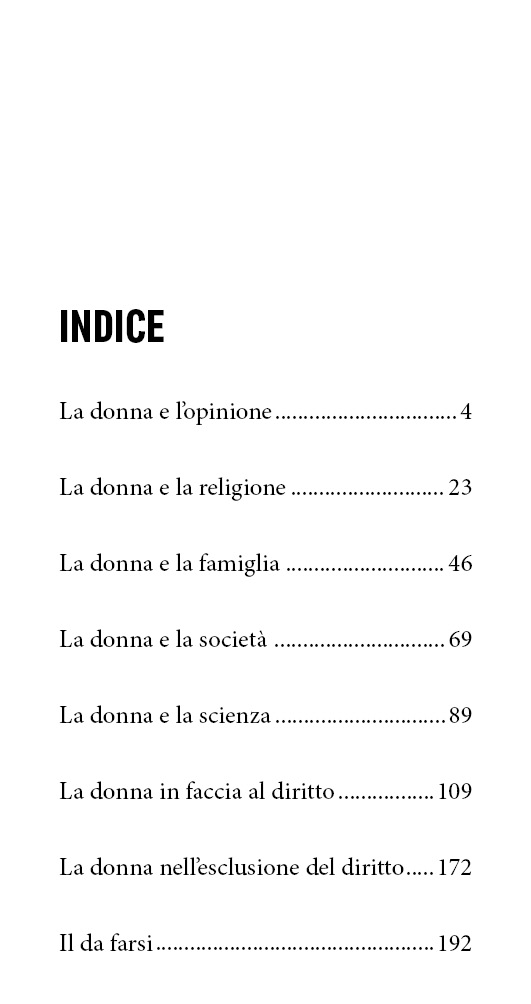 INDICE
La donna e l’opinione ................................ 4
La donna e la religione ........................... 23
La donna e la famiglia ............................ 46
La donna e la società .............................. 69
La donna e la scienza .............................. 89
La donna in faccia al diritto ................. 109
La donna nell’esclusione del diritto ..... 172
Il da farsi ................................................. 192